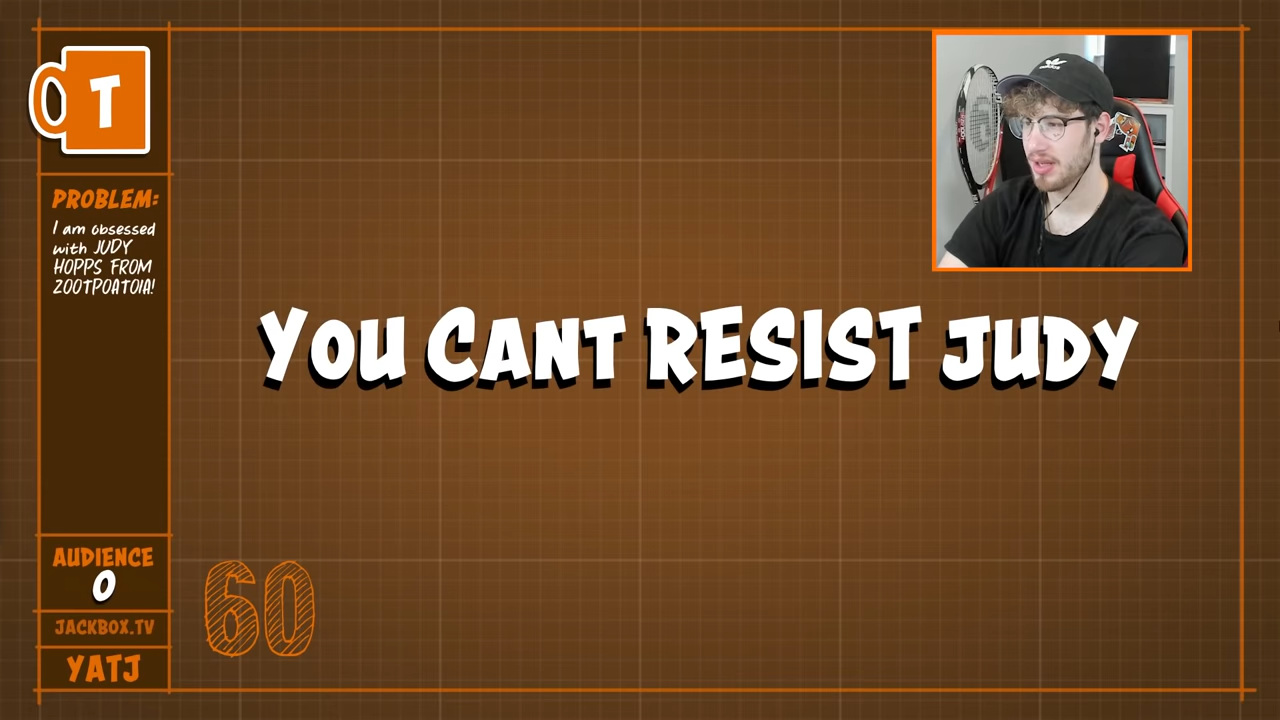 T
PROBLEM:
I am obsessed
with JUDY
HOPPS FROM
ZOOTPOATOIA!
YOU CANT RESIST JUDY
AUDIENCE
0
60
JACKBOX.TV
YATJ